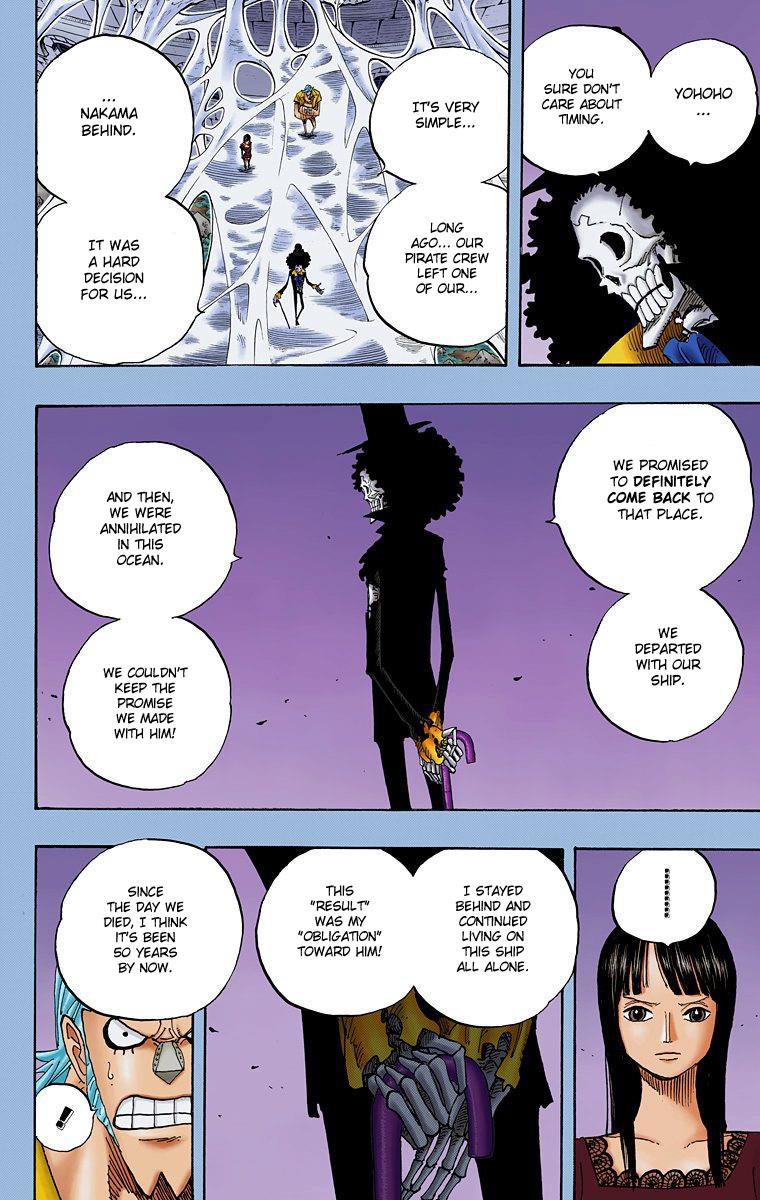 YOHOHO
...
YOU
SURE DON'T
CARE ABOUT
TIMING.
IT'S VERY
SIMPLE...
LONG
AGO... OUR
PIRATE CREW
LEFT ONE
OF OUR...
...
NAKAMA
BEHIND.
IT WAS
A HARD
DECISION
FOR US...
WE PROMISED
TO DEFINITELY
COME BACK TO
THAT PLACE.
WE
DEPARTED
WITH OUR
SHIP.
AND THEN,
WE WERE
ANNIHILATED
IN THIS
OCEAN.
WE COULDN'T
KEEP THE
PROMISE
WE MADE
WITH HIM!
.........
I STAYED
BEHIND AND
CONTINUED
LIVING ON
THIS SHIP
ALL ALONE.
THIS
"RESULT"
WAS MY
"OBLIGATION"
TOWARD HIM!
SINCE
THE DAY WE
DIED, I THINK
IT'S BEEN
50 YEARS
BY NOW.
!